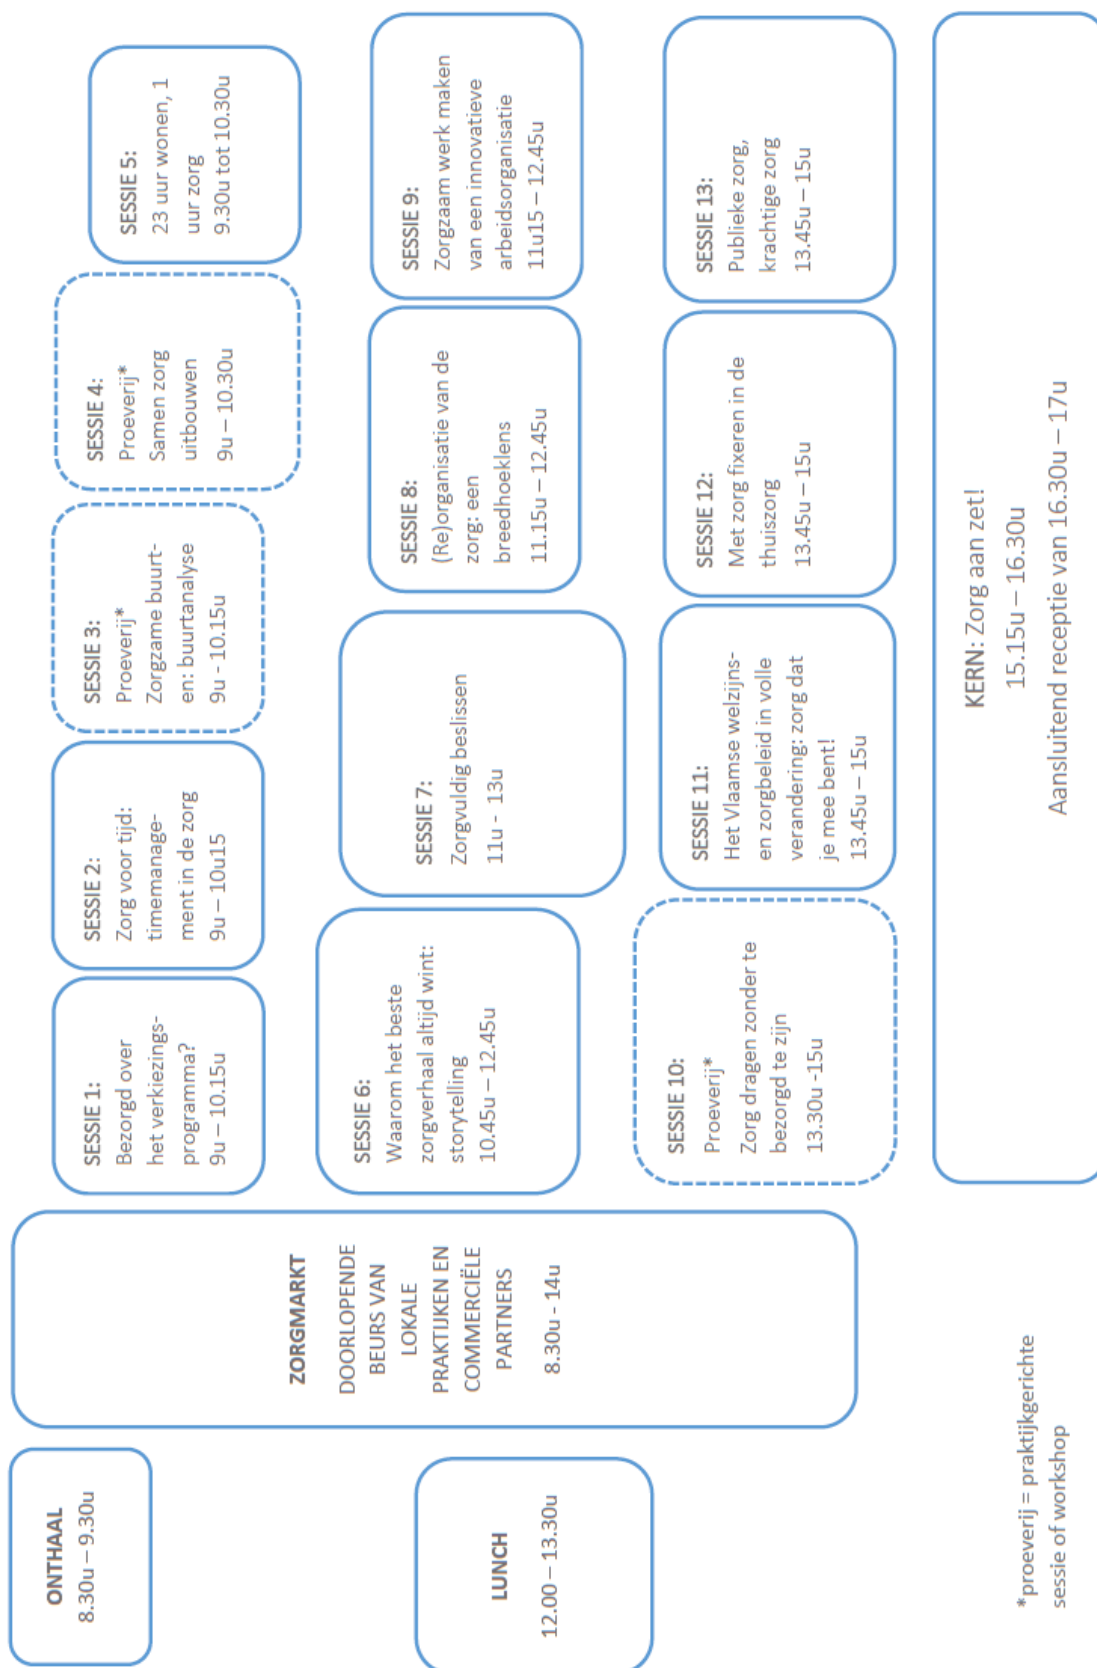 ONTHAAL
8.30u – 9.30u
LUNCH
12.00 – 13.30u
*proeverij = praktijkgerichte
sessie of workshop
ZORGMARKT
DOORLOPENDE
BEURS VAN
LOKALE
PRAKTIJKEN EN
COMMERCIËLE
PARTNERS
8.30u - 14u
SESSIE 1:
Bezorgd over
het verkiezings-
programma?
9u – 10.15u
SESSIE 2:
Zorg voor tijd:
timemanage-
ment in de zorg
9u – 10u15
SESSIE 3:
Proeverij*
Zorgzame buurt-
en: buurtanalyse
9u - 10.15u
SESSIE 4:
Proeverij*
Samen zorg
uitbouwen
9u – 10.30u
SESSIE 5:
23 uur wonen, 1
uur zorg
9.30u tot 10.30u
SESSIE 6:
Waarom het beste
zorgverhaal altijd wint:
storytelling
10.45u – 12.45u
SESSIE 7:
Zorgvuldig beslissen
11u - 13u
SESSIE 8:
(Re)organisatie van de
zorg: een
breedhoeklens
11.15u – 12.45u
SESSIE 9:
Zorgzaam werk maken
van een innovatieve
arbeidsorganisatie
11u15 – 12.45u
SESSIE 10:
Proeverij*
Zorg dragen zonder te
bezorgd te zijn
13.30u -15u
SESSIE 11:
Het Vlaamse welzijns-
en zorgbeleid in volle
verandering: zorg dat
je mee bent!
13.45u – 15u
SESSIE 12:
Met zorg fixeren in de
thuiszorg
13.45u – 15u
SESSIE 13:
Publieke zorg,
krachtige zorg
13.45u – 15u
KERN: Zorg aan zet!
15.15u – 16.30u
Aansluitend receptie van 16.30u – 17u